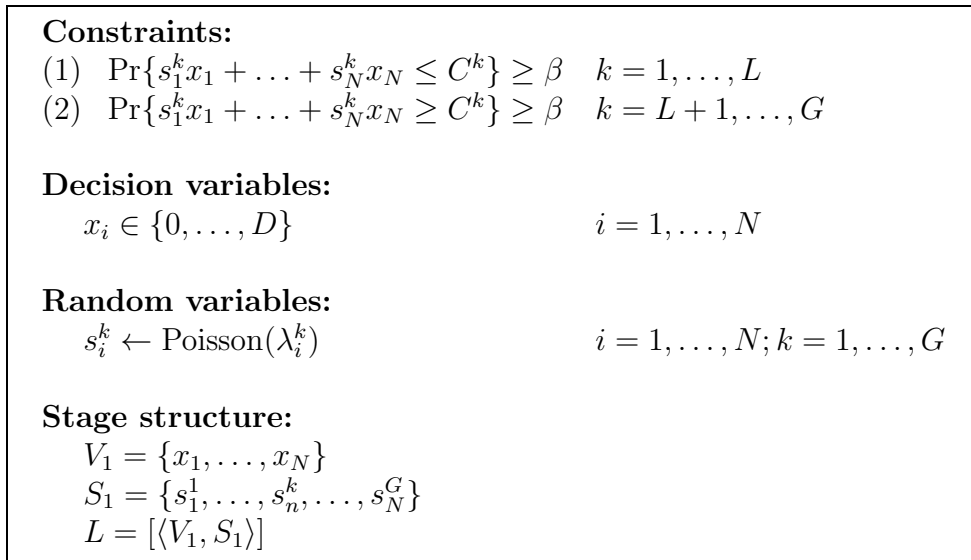 Constraints:
(1) Pr{s_1^k x_1 + … + s_N^k x_N ≤ C^k} ≥ β k = 1, …, L
(2) Pr{s_1^k x_1 + … + s_N^k x_N ≥ C^k} ≥ β k = L + 1, …, G
Decision variables:
x_i ∈ {0, …, D} i = 1, …, N
Random variables:
s_i^k ← Poisson(λ_i^k) i = 1, …, N; k = 1, …, G
Stage structure:
V_1 = {x_1, …, x_N}
S_1 = {s_1^1, …, s_n^k, …, s_N^G}
L = [⟨V_1, S_1⟩]